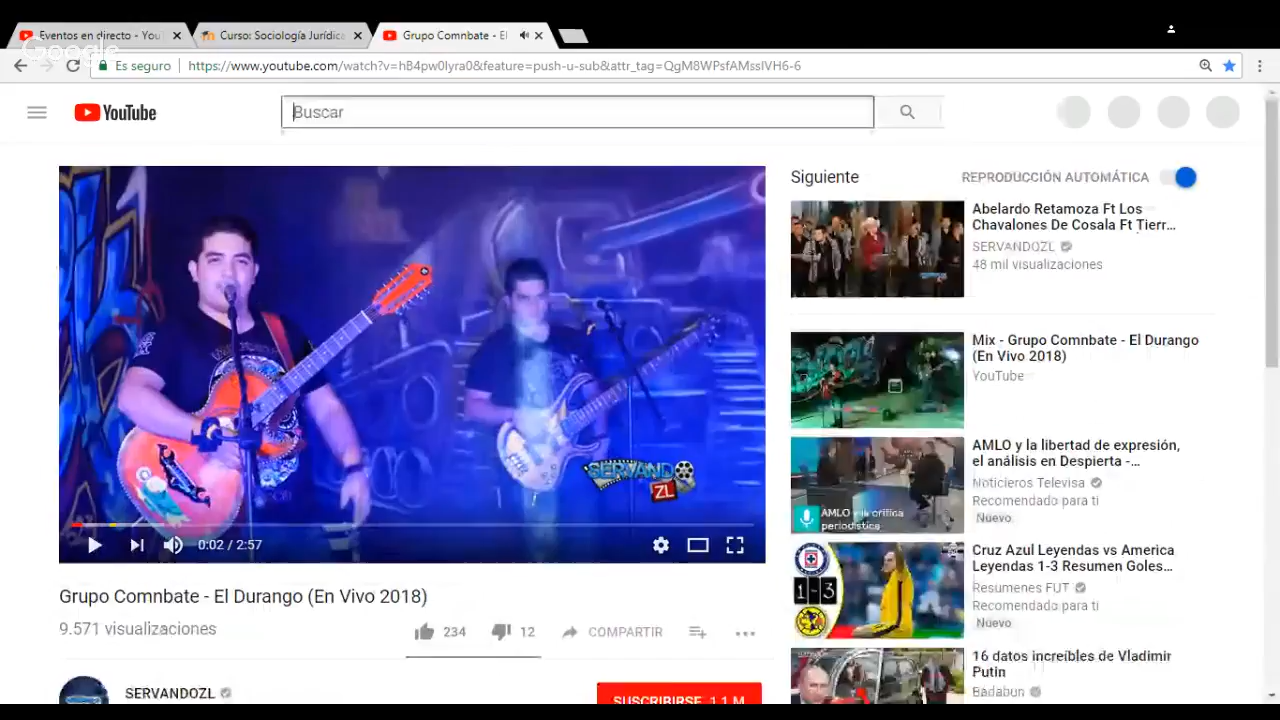 Eventos en directo - You
Curso: Sociología Jurídica
Grupo Comnbate - El
Google
Es seguro
https://www.youtube.com/watch?v=hB4pw0Iyra0&feature=push-u-sub&attr_tag=QgM8WPsfAMssIVH6-6
YouTube
Buscar
SERVANDO
ZL
0:02 / 2:57
Grupo Comnbate - El Durango (En Vivo 2018)
9.571 visualizaciones
234
12
COMPARTIR
SERVANDOZL
SUSCRIBIRSE 1,1 M
Siguiente
REPRODUCCIÓN AUTOMÁTICA
Abelardo Retamoza Ft Los
Chavalones De Cosala Ft Tierr...
SERVANDOZL
48 mil visualizaciones
Mix - Grupo Comnbate - El Durango
(En Vivo 2018)
YouTube
AMLO y la crítica
periodística
AMLO y la libertad de expresión,
el análisis en Despierta -...
Noticieros Televisa
Recomendado para ti
Nuevo
1-3
Cruz Azul Leyendas vs America
Leyendas 1-3 Resumen Goles...
Resumenes FUT
Recomendado para ti
Nuevo
16 datos increíbles de Vladimir
Putin
Badabun